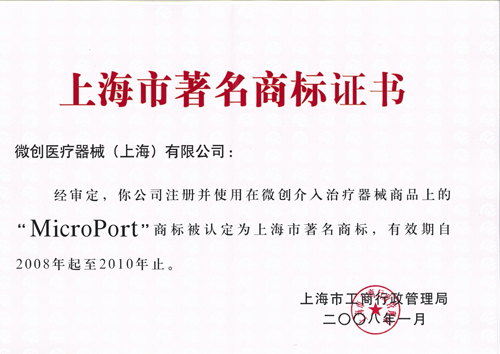 上海市著名商标证书
微创医疗器械（上海）有限公司：
经审定，你公司注册并使用在微创介入治疗器械商品上的
“MicroPort”商标被认定为上海市著名商标，有效期自
2008年起至2010年止。
上海市工商行政管理局
二〇〇八年一月